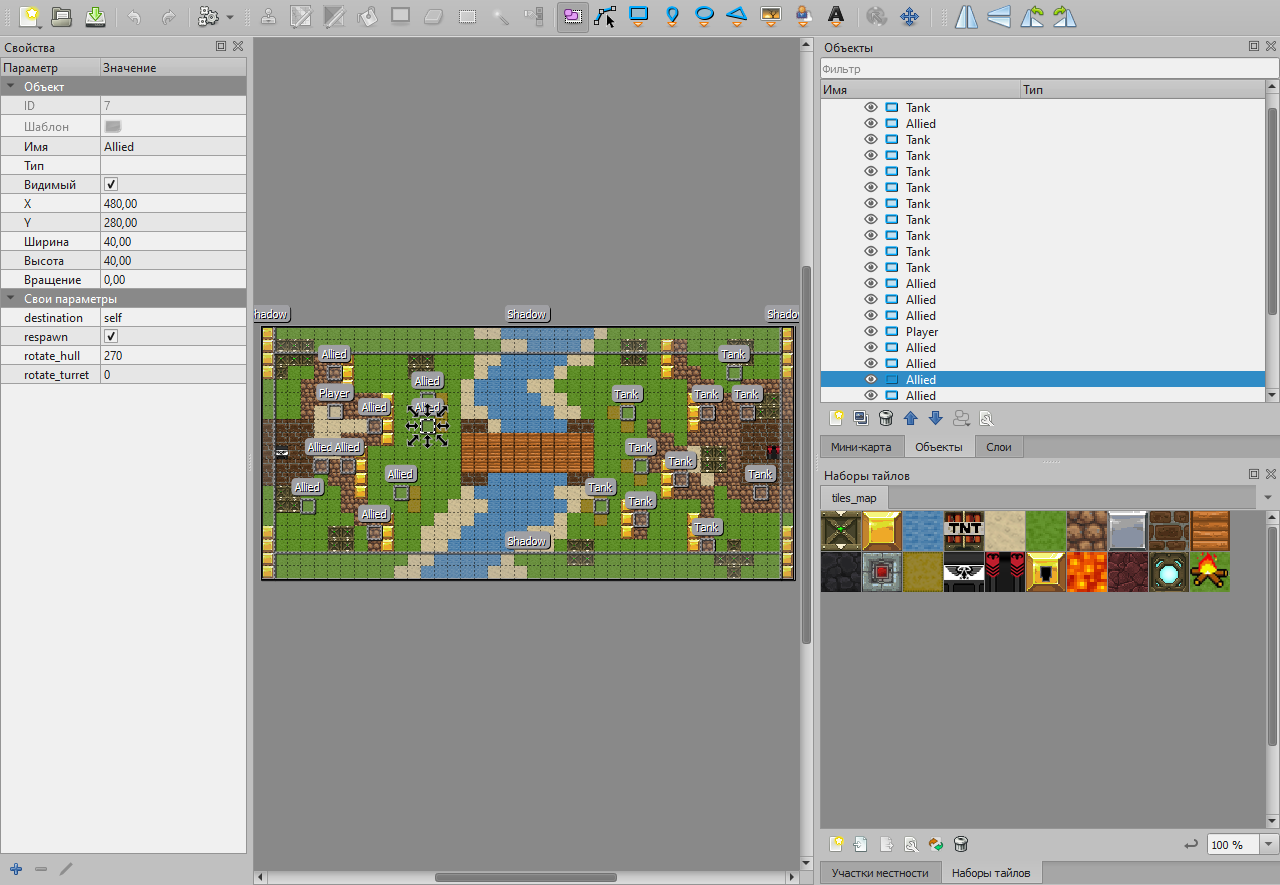 Свойства
Параметр Значение
Объект
ID 7
Шаблон
Имя Allied
Тип
Видимый
X 480,00
Y 280,00
Ширина 40,00
Высота 40,00
Вращение 0,00
Свои параметры
destination self
respawn
rotate_hull 270
rotate_turret 0
hadow Shadow Shado
Allied Tank
Allied
Player Tank Tank Tank
Allied Allied
Allied Allied Tank
Tank
Allied Tank
Allied Tank
Tank
Allied
Tank
Shadow
Объекты
Фильтр
Имя Тип
Tank
Allied
Tank
Tank
Tank
Tank
Tank
Tank
Tank
Tank
Tank
Allied
Allied
Allied
Player
Allied
Allied
Allied
Allied
Мини-карта Объекты Слои
Наборы тайлов
tiles_map
TNT
100 %
Участки местности Наборы тайлов